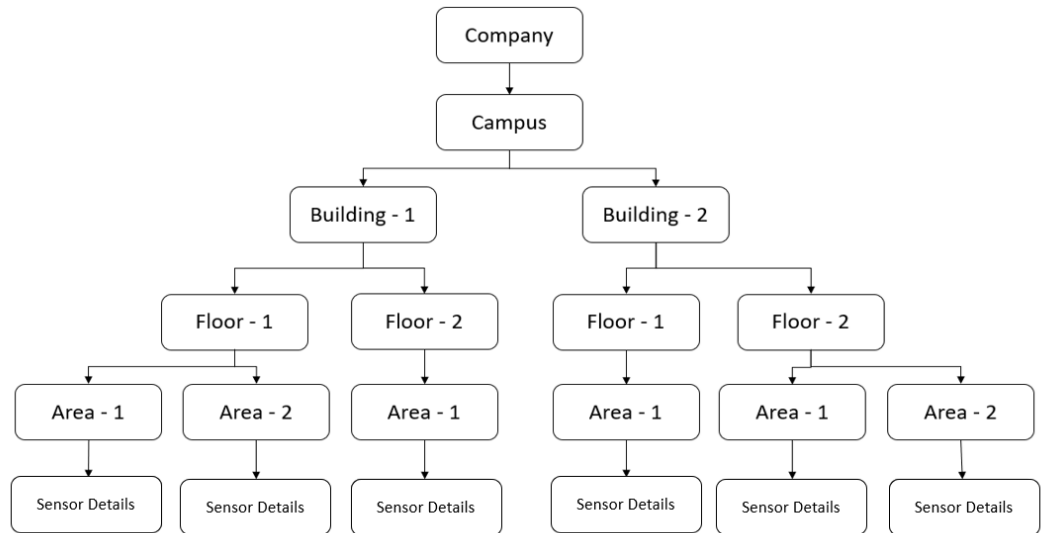 Company
Campus
Building - 1
Building - 2
Floor - 1
Floor - 2
Floor - 1
Floor - 2
Area - 1
Area - 2
Area - 1
Area - 1
Area - 1
Area - 2
Sensor Details
Sensor Details
Sensor Details
Sensor Details
Sensor Details
Sensor Details